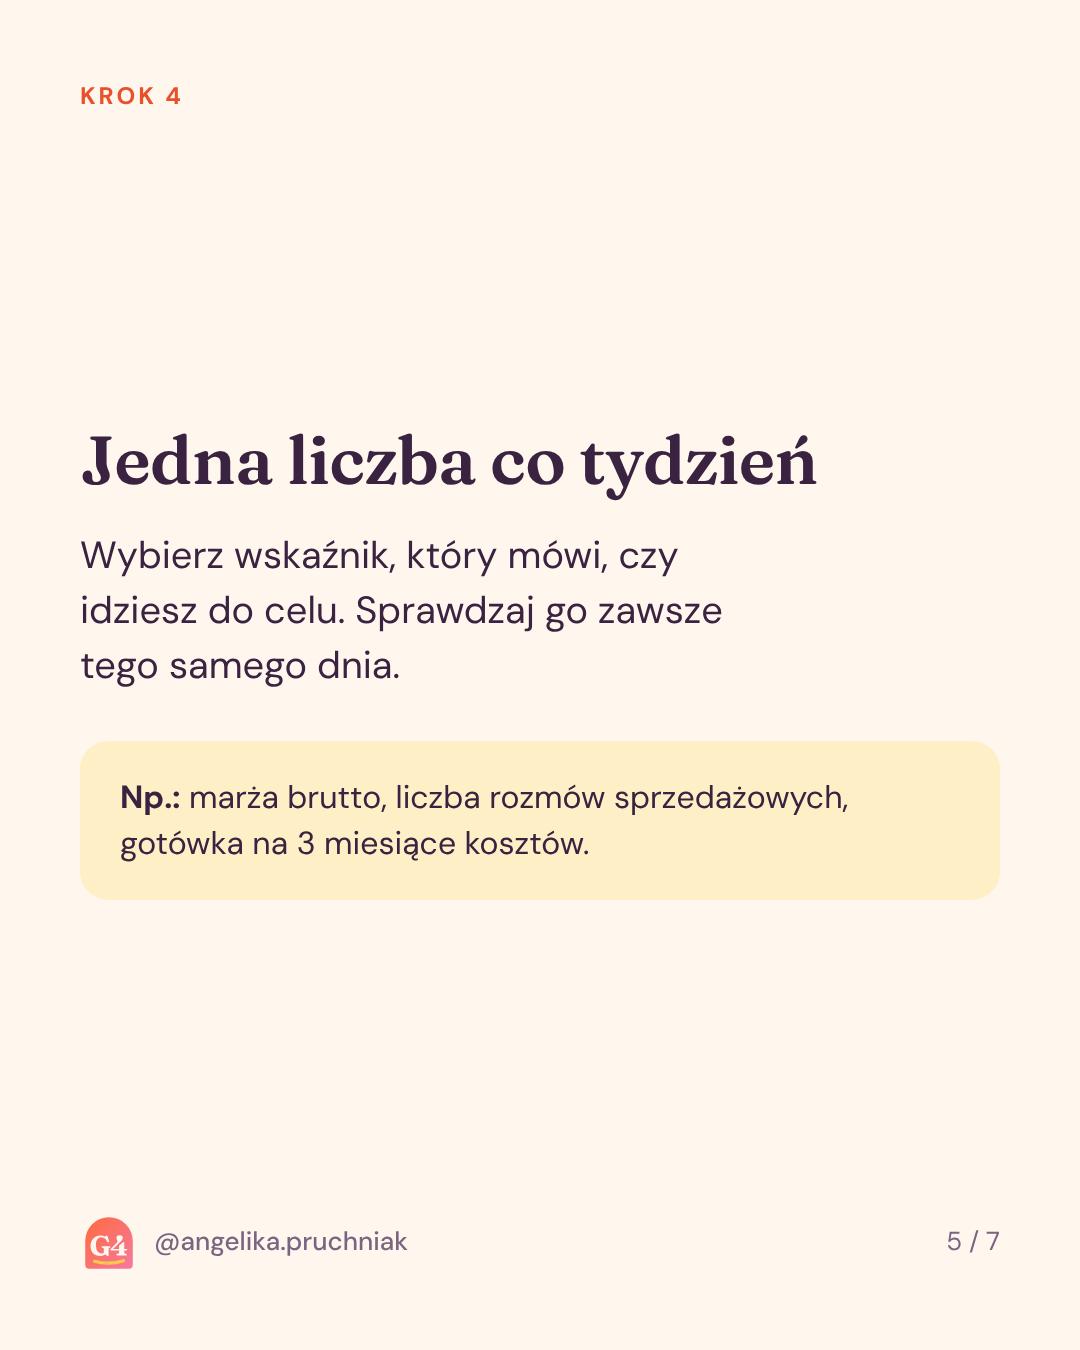 KROK 4
Jedna liczba co tydzień
Wybierz wskaźnik, który mówi, czy
idziesz do celu. Sprawdzaj go zawsze
tego samego dnia.
Np.: marża brutto, liczba rozmów sprzedażowych,
gotówka na 3 miesiące kosztów.
G4 @angelika.pruchniak 5 / 7